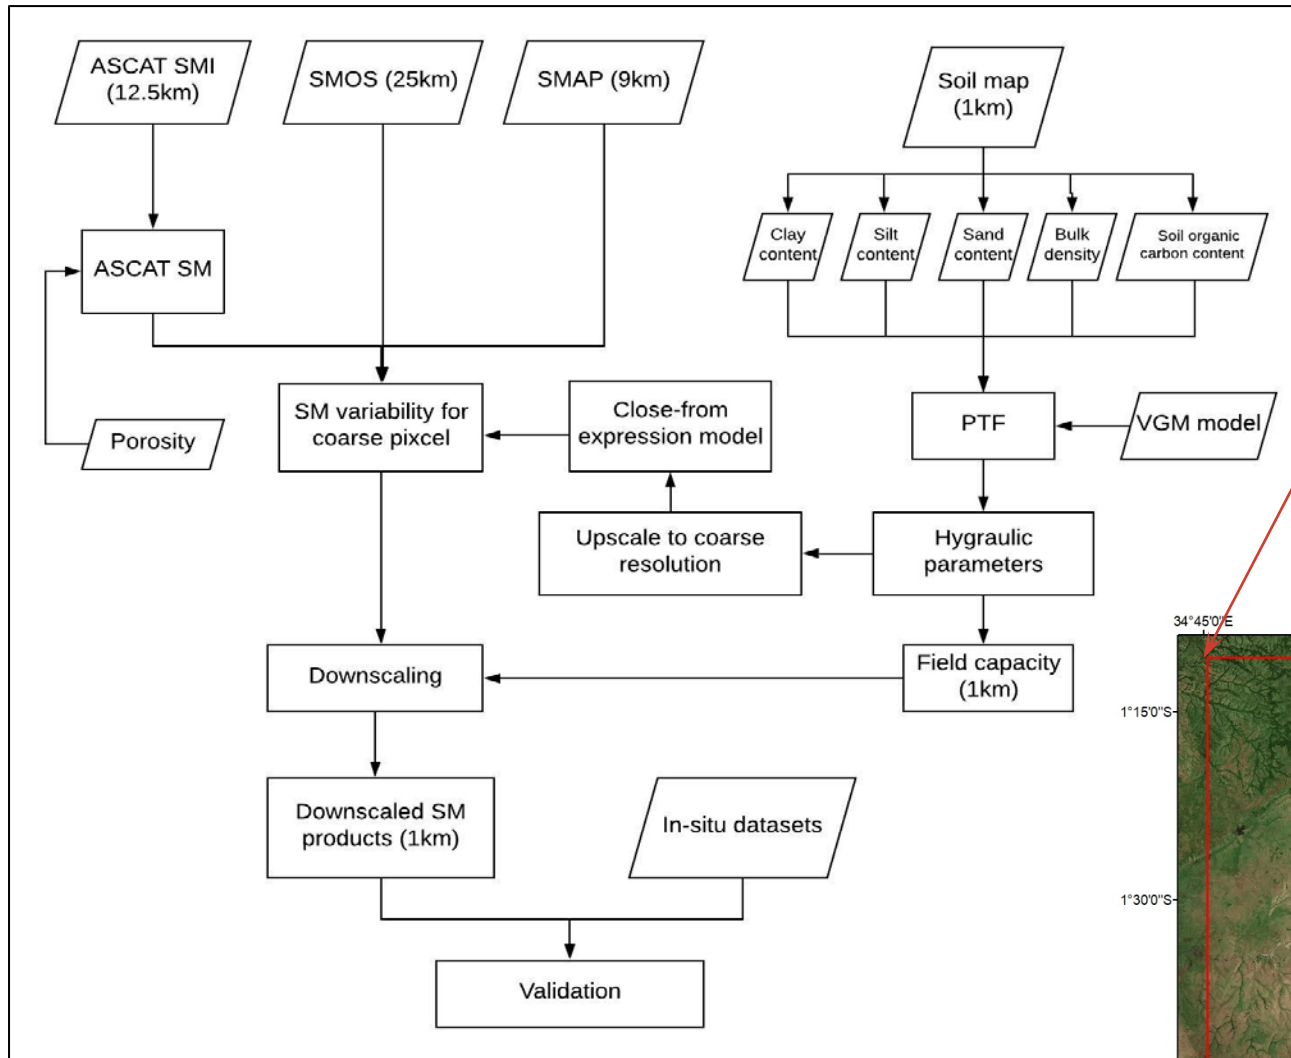 ASCAT SMI
(12.5km)
SMOS (25km)
SMAP (9km)
Soil map
(1km)
Clay
content
Silt
content
Sand
content
Bulk
density
Soil organic
carbon content
ASCAT SM
Porosity
SM variability for
coarse pixcel
Close-from
expression model
PTF
VGM model
Upscale to coarse
resolution
Hygraulic
parameters
Downscaling
Field capacity
(1km)
Downscaled SM
products (1km)
In-situ datasets
Validation
34°45'0"E
1°15'0"S
1°30'0"S